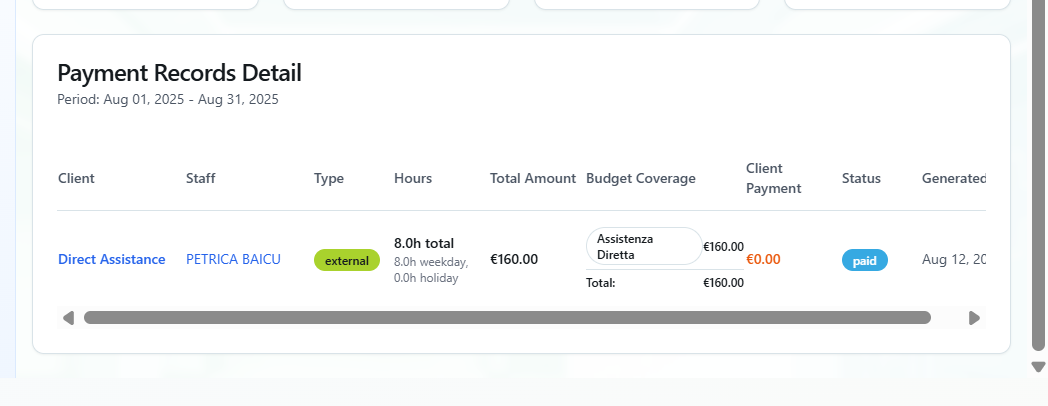 Payment Records Detail
Period: Aug 01, 2025 - Aug 31, 2025
Client Staff Type Hours Total Amount Budget Coverage Client Payment Status Generated
Direct Assistance PETRICA BAICU external 8.0h total €160.00 Assistenza Diretta €160.00 €0.00 paid Aug 12, 20
8.0h weekday,
0.0h holiday
Total: €160.00